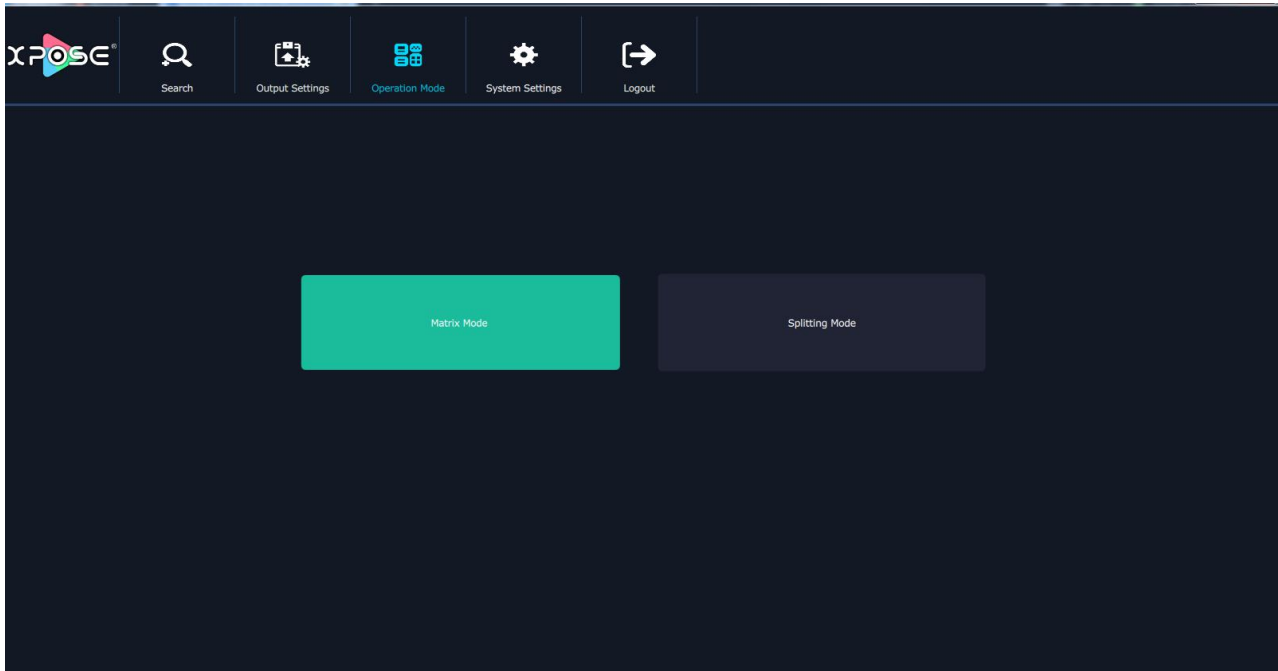 XPOSE®
Search
Output Settings
Operation Mode
System Settings
Logout
Matrix Mode
Splitting Mode